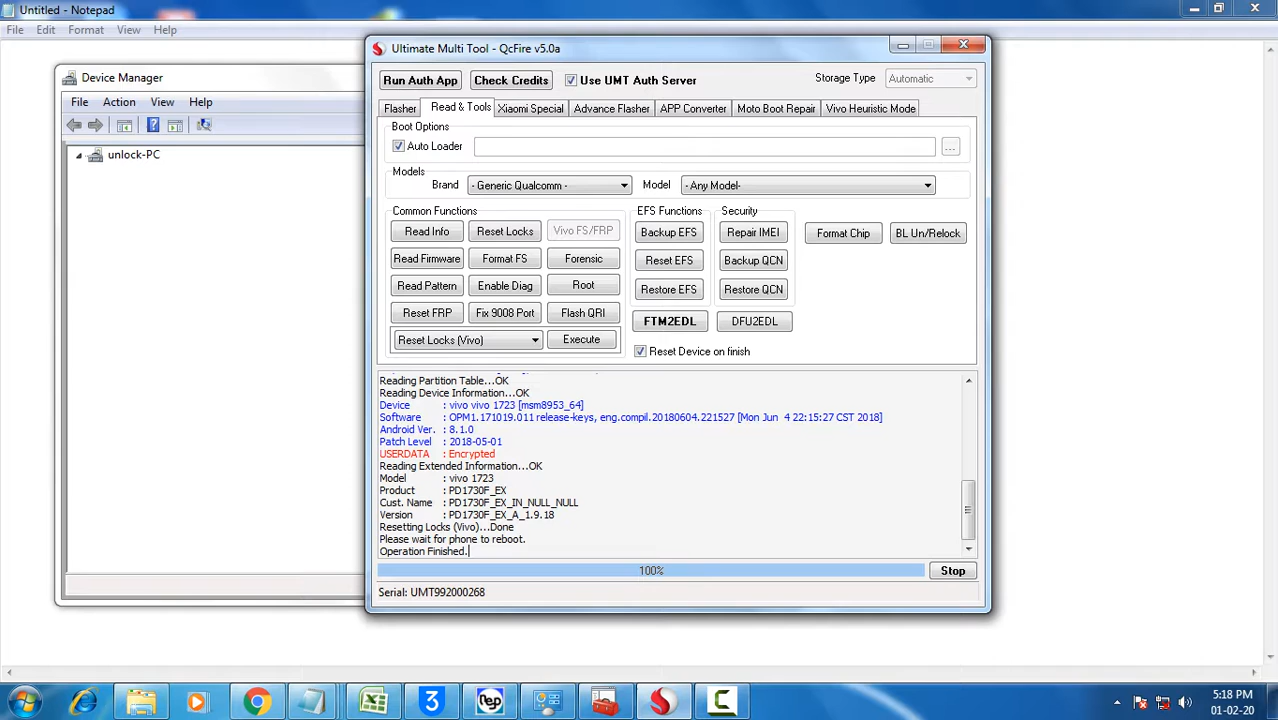 Untitled - Notepad
File Edit Format View Help
Device Manager
File Action View Help
unlock-PC
Ultimate Multi Tool - QcFire v5.0a
Run Auth App Check Credits Use UMT Auth Server Storage Type Automatic
Flasher Read & Tools Xiaomi Special Advance Flasher APP Converter Moto Boot Repair Vivo Heuristic Mode
Boot Options
Auto Loader ...
Models
Brand - Generic Qualcomm - Model - Any Model-
Common Functions EFS Functions Security
Read Info Reset Locks Vivo FS/FRP Backup EFS Repair IMEI Format Chip BL Un/Relock
Read Firmware Format FS Forensic Reset EFS Backup QCN
Read Pattern Enable Diag Root Restore EFS Restore QCN
Reset FRP Fix 9008 Port Flash QRI FTM2EDL DFU2EDL
Reset Locks (Vivo) Execute Reset Device on finish
Reading Partition Table...OK
Reading Device Information...OK
Device : vivo vivo 1723 [msm8953_64]
Software : OPM1.171019.011 release-keys, eng.compil.20180604.221527 [Mon Jun 4 22:15:27 CST 2018]
Android Ver. : 8.1.0
Patch Level : 2018-05-01
USERDATA : Encrypted
Reading Extended Information...OK
Model : vivo 1723
Product : PD1730F_EX
Cust. Name : PD1730F_EX_IN_NULL_NULL
Version : PD1730F_EX_A_1.9.18
Resetting Locks (Vivo)...Done
Please wait for phone to reboot.
Operation Finished.
100% Stop
Serial: UMT992000268
3 nep C
5:18 PM
01-02-20